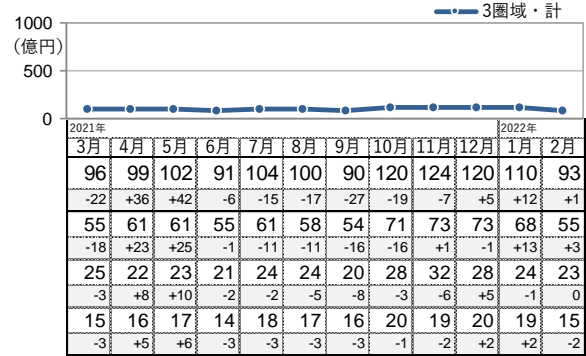 3圏域・計
1000
(億円)
500
0
2021年 2022年
3月 4月 5月 6月 7月 8月 9月 10月 11月 12月 1月 2月
96 99 102 91 104 100 90 120 124 120 110 93
-22 +36 +42 -6 -15 -17 -27 -19 -7 +5 +12 +1
55 61 61 55 61 58 54 71 73 73 68 55
-18 +23 +25 -1 -11 -11 -16 -16 +1 -1 +13 +3
25 22 23 21 24 24 20 28 32 28 24 23
-3 +8 +10 -2 -2 -5 -8 -3 -6 +5 -1 0
15 16 17 14 18 17 16 20 19 20 19 15
-3 +5 +6 -3 -3 -3 -3 -1 -2 +2 +2 -2